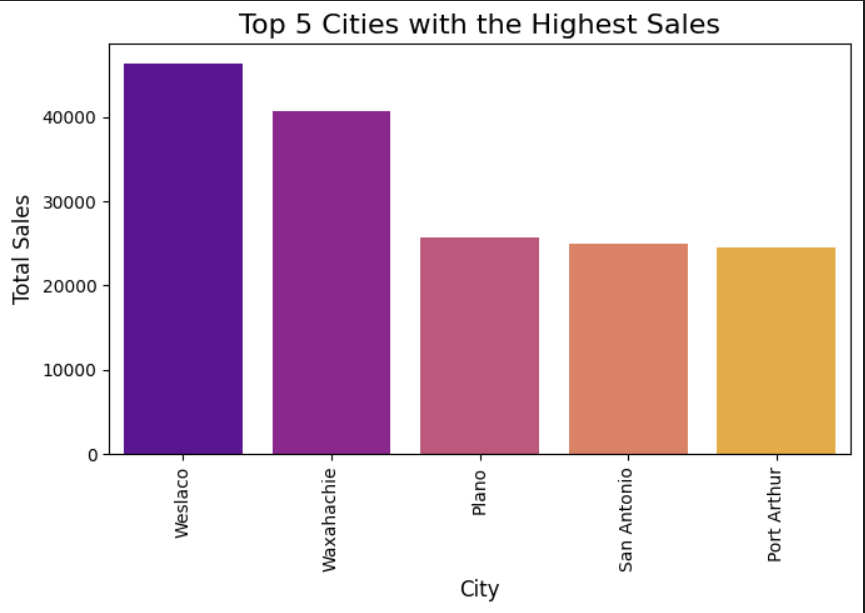 Top 5 Cities with the Highest Sales
Total Sales
40000
30000
20000
10000
0
Weslaco
Waxahachie
Plano
San Antonio
Port Arthur
City